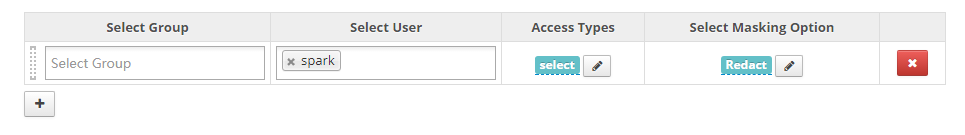 Select Group Select User Access Types Select Masking Option
Select Group × spark select Redact ×
+